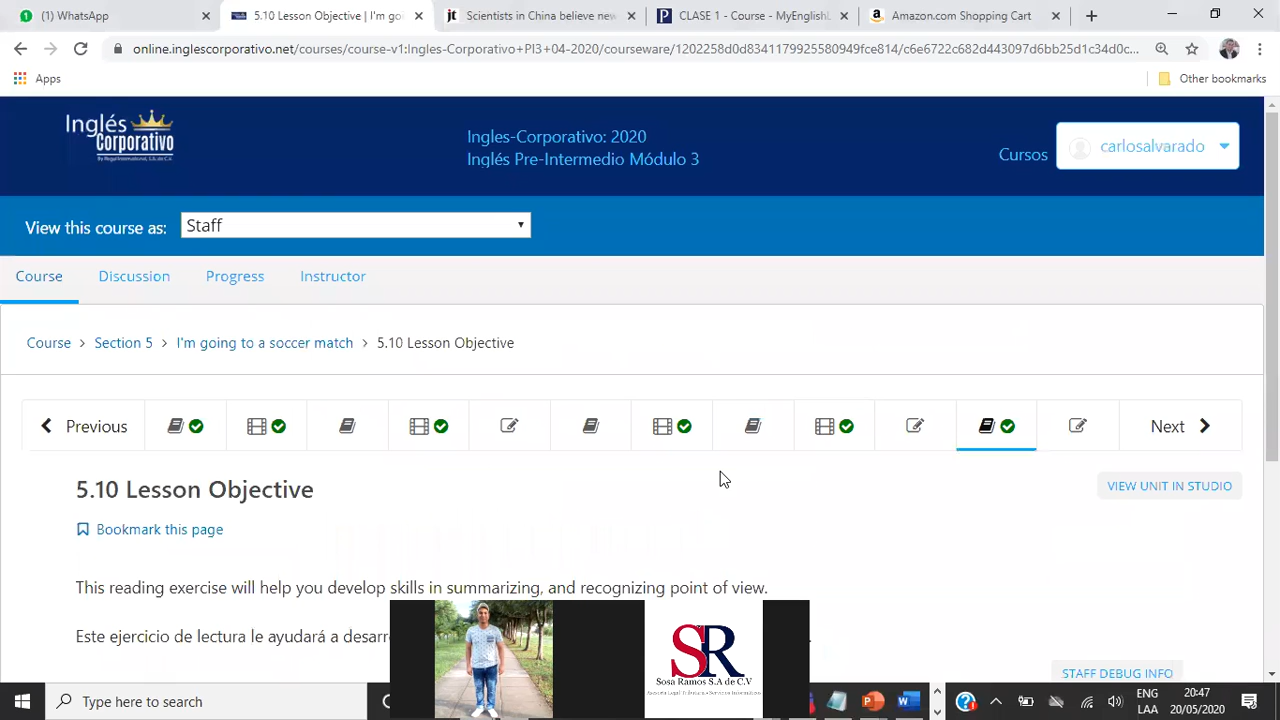 (1) WhatsApp
5.10 Lesson Objective | I'm go
Scientists in China believe new
CLASE 1 - Course - MyEnglishL
Amazon.com Shopping Cart
online.inglescorporativo.net/courses/course-v1:Ingles-Corporativo+PI3+04-2020/courseware/1202258d0d8341179925580949fce814/c6e6722c682d443097d6bb25d1c34d0c...
Apps
Other bookmarks
Inglés
Corporativo
Ingles-Corporativo: 2020
Inglés Pre-Intermedio Módulo 3
Cursos
carlosalvarado
View this course as:
Staff
Course
Discussion
Progress
Instructor
Course > Section 5 > I'm going to a soccer match > 5.10 Lesson Objective
Previous
Next
5.10 Lesson Objective
VIEW UNIT IN STUDIO
Bookmark this page
This reading exercise will help you develop skills in summarizing, and recognizing point of view.
Este ejercicio de lectura le ayudará a
SR
Sosa Ramos S.A de C.V
STAFF DEBUG INFO
Type here to search
ENG
LAA
20:47
20/05/2020